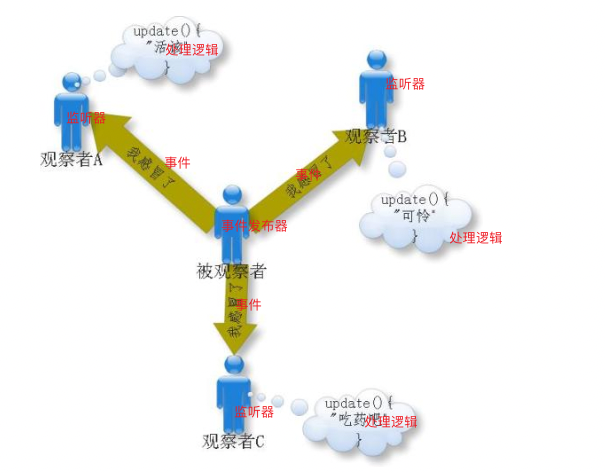 update(){
"活该"
处理逻辑
}
监听器
观察者A
监听器
观察者B
我感冒了
事件
我感冒了
事件
update(){
"可怜"
}
处理逻辑
事件发布器
被观察者
我感冒了
事件
监听器
观察者C
update(){
"吃药吧"
处理逻辑
}